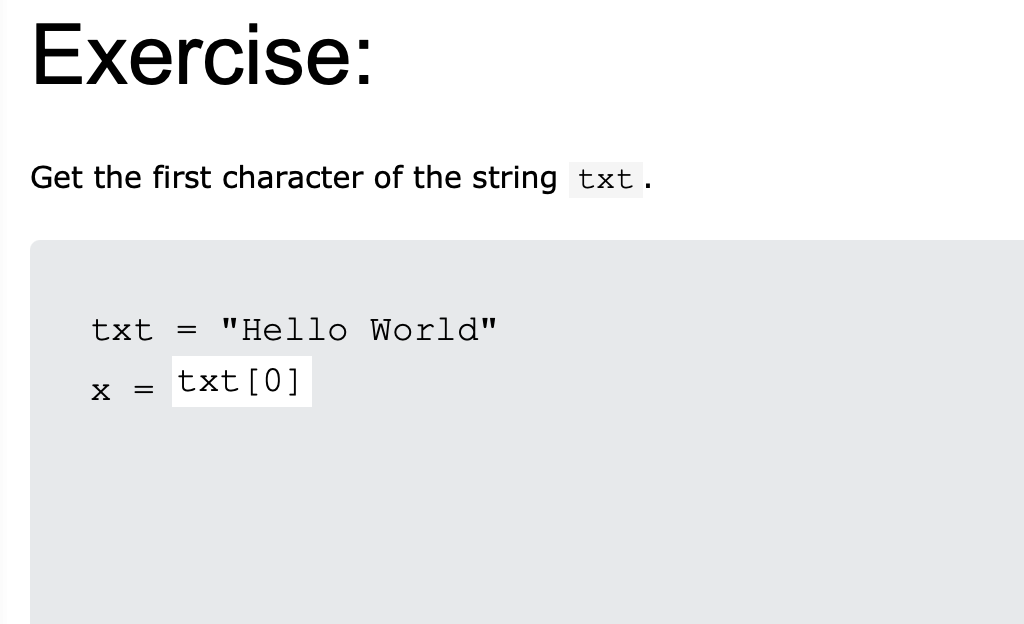 Exercise:
Get the first character of the string txt.
txt = "Hello World"
x = txt[0]